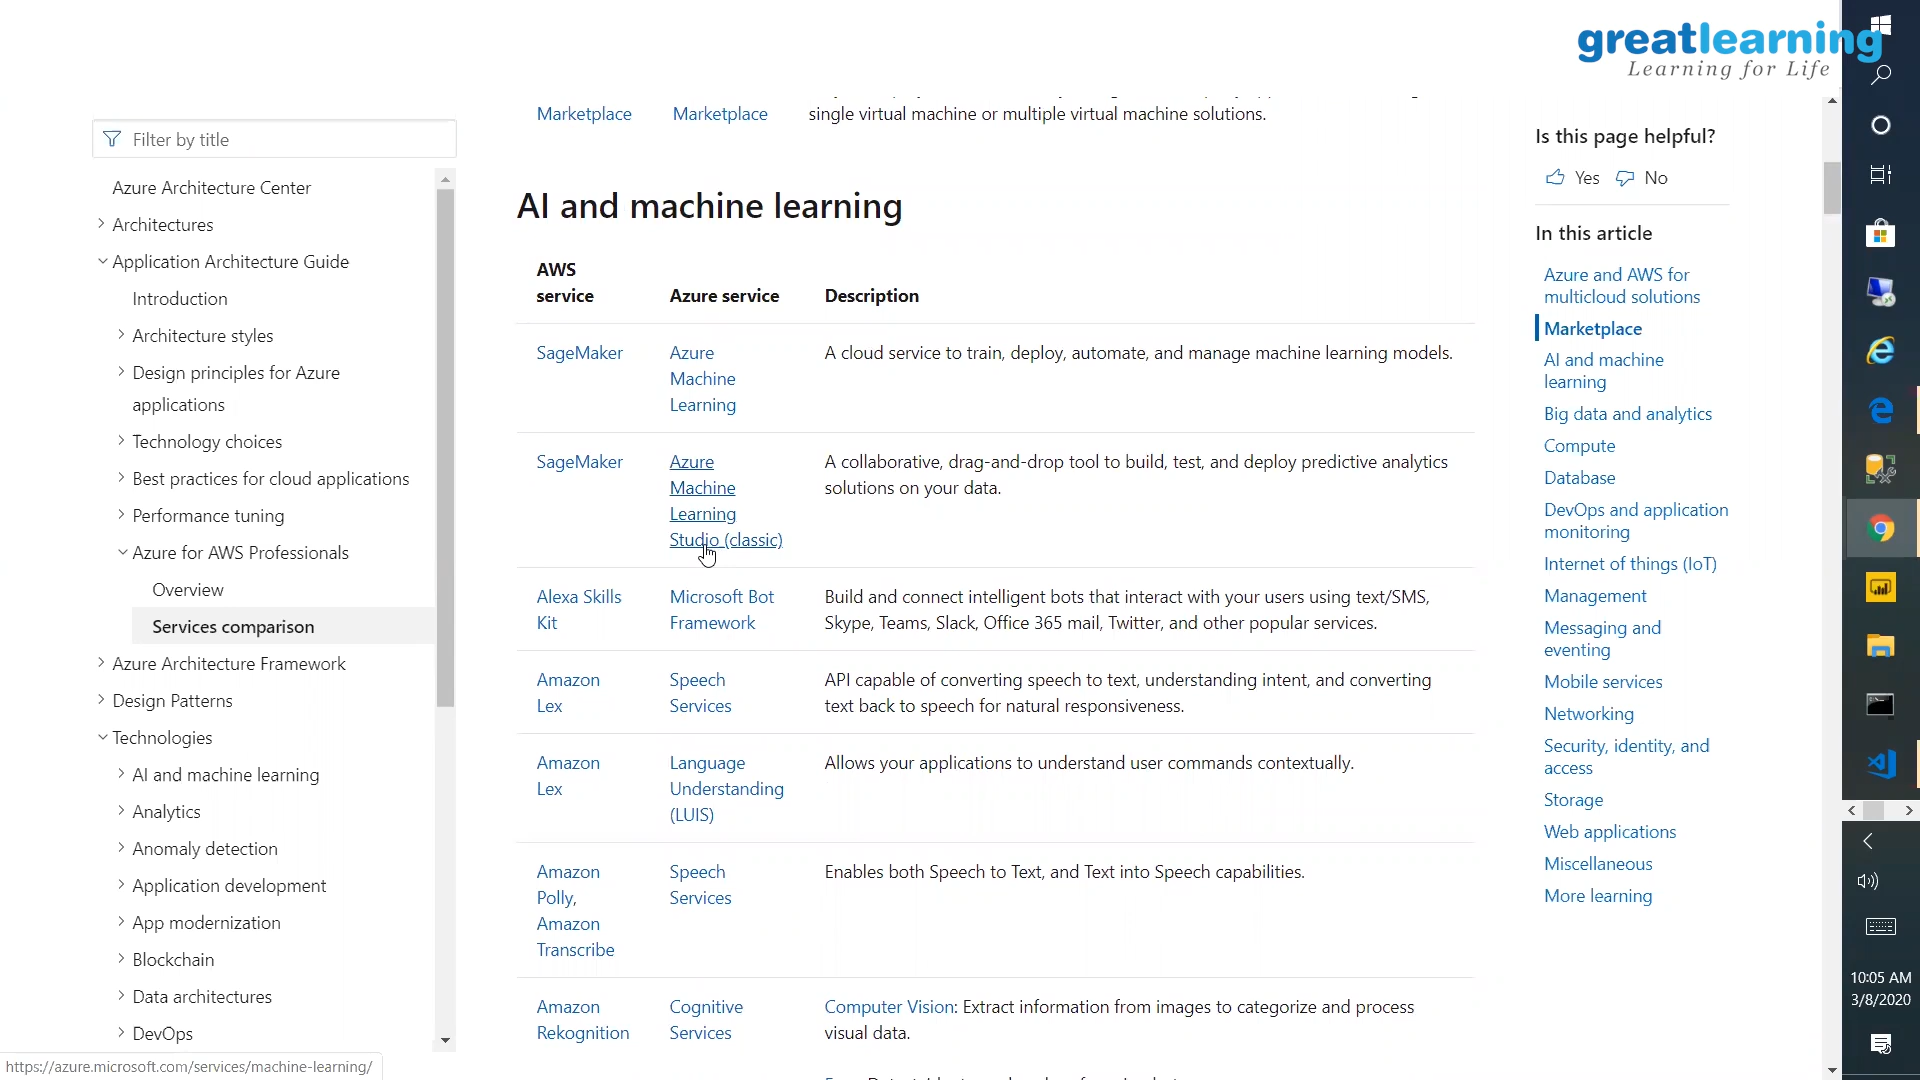 greatlearning
Learning for Life
Filter by title
Azure Architecture Center
Architectures
Application Architecture Guide
Introduction
Architecture styles
Design principles for Azure
applications
Technology choices
Best practices for cloud applications
Performance tuning
Azure for AWS Professionals
Overview
Services comparison
Azure Architecture Framework
Design Patterns
Technologies
AI and machine learning
Analytics
Anomaly detection
Application development
App modernization
Blockchain
Data architectures
DevOps
https://azure.microsoft.com/services/machine-learning/
Marketplace Marketplace single virtual machine or multiple virtual machine solutions.
AI and machine learning
AWS
service Azure service Description
SageMaker Azure A cloud service to train, deploy, automate, and manage machine learning models.
Machine
Learning
SageMaker Azure A collaborative, drag-and-drop tool to build, test, and deploy predictive analytics
Machine solutions on your data.
Learning
Studio (classic)
Alexa Skills Microsoft Bot Build and connect intelligent bots that interact with your users using text/SMS,
Kit Framework Skype, Teams, Slack, Office 365 mail, Twitter, and other popular services.
Amazon Speech API capable of converting speech to text, understanding intent, and converting
Lex Services text back to speech for natural responsiveness.
Amazon Language Allows your applications to understand user commands contextually.
Lex Understanding
(LUIS)
Amazon Speech Enables both Speech to Text, and Text into Speech capabilities.
Polly, Services
Amazon
Transcribe
Amazon Cognitive Computer Vision: Extract information from images to categorize and process
Rekognition Services visual data.
Is this page helpful?
Yes No
In this article
Azure and AWS for
multicloud solutions
Marketplace
AI and machine
learning
Big data and analytics
Compute
Database
DevOps and application
monitoring
Internet of things (IoT)
Management
Messaging and
eventing
Mobile services
Networking
Security, identity, and
access
Storage
Web applications
Miscellaneous
More learning
10:05 AM
3/8/2020